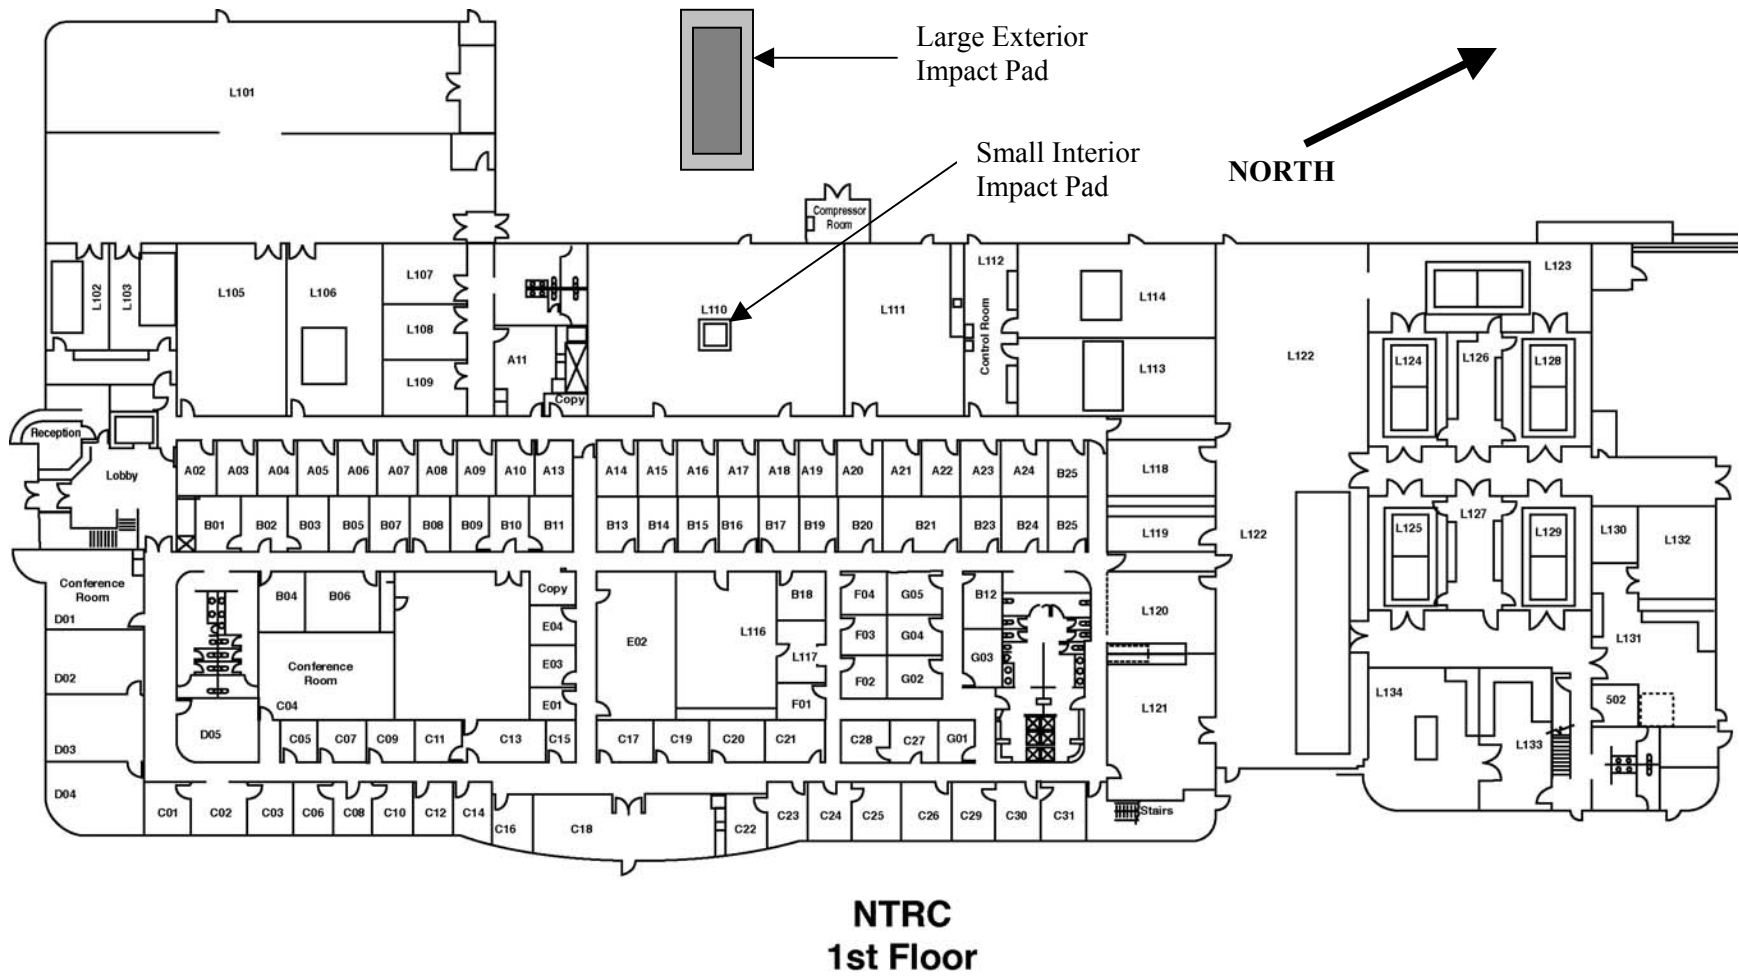 Large Exterior
Impact Pad
L101
Small Interior
Impact Pad
NORTH
Compressor
Room
L102
L103
L105
L106
L107
L108
L109
A11
Copy
L110
L111
L112
Control Room
L114
L113
L122
L123
L124
L126
L128
Reception
Lobby
A02
A03
A04
A05
A06
A07
A08
A09
A10
A13
A14
A15
A16
A17
A18
A19
A20
A21
A22
A23
A24
B25
L118
B01
B02
B03
B05
B07
B08
B09
B10
B11
B13
B14
B15
B16
B17
B19
B20
B21
B23
B24
B25
L119
L122
L125
L127
L129
L130
L132
Conference
Room
D01
B04
B06
Copy
E04
E03
E01
E02
L116
B18
L117
F01
F04
G05
F03
G04
F02
G02
B12
G03
L120
L121
L131
D02
Conference
Room
C04
D05
D03
D04
C05
C07
C09
C11
C13
C15
C17
C19
C20
C21
C28
C27
G01
L134
L133
502
C01
C02
C03
C06
C08
C10
C12
C14
C16
C18
C22
C23
C24
C25
C26
C29
C30
C31
Stairs
NTRC
1st Floor